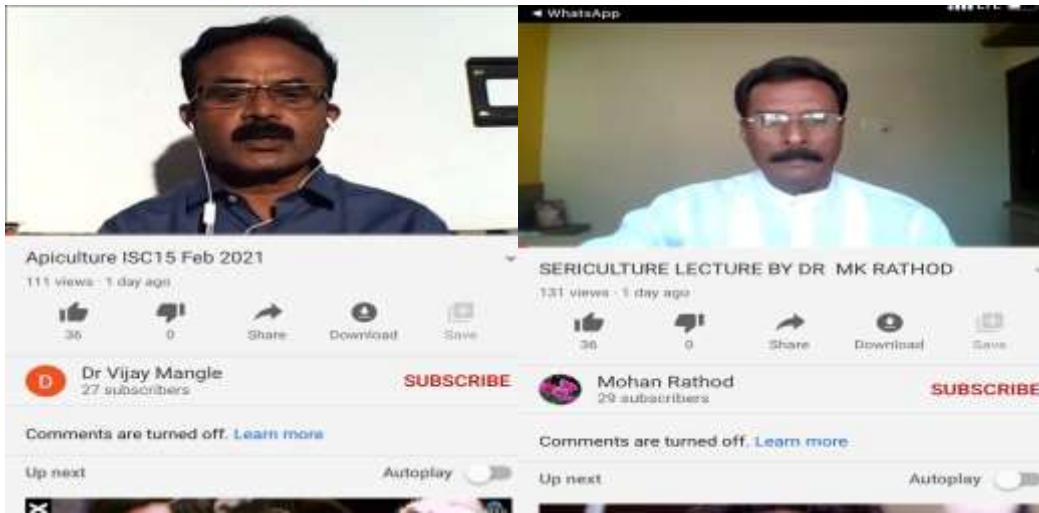 Apiculture ISC15 Feb 2021
111 views · 1 day ago
36
0
Share
Download
Save
D
Dr Vijay Mangle
27 subscribers
SUBSCRIBE
Comments are turned off. Learn more
Up next
Autoplay
WhatsApp
LTE
SERICULTURE LECTURE BY DR MK RATHOD
131 views · 1 day ago
36
0
Share
Download
Save
Mohan Rathod
29 subscribers
SUBSCRIBE
Comments are turned off. Learn more
Up next
Autoplay